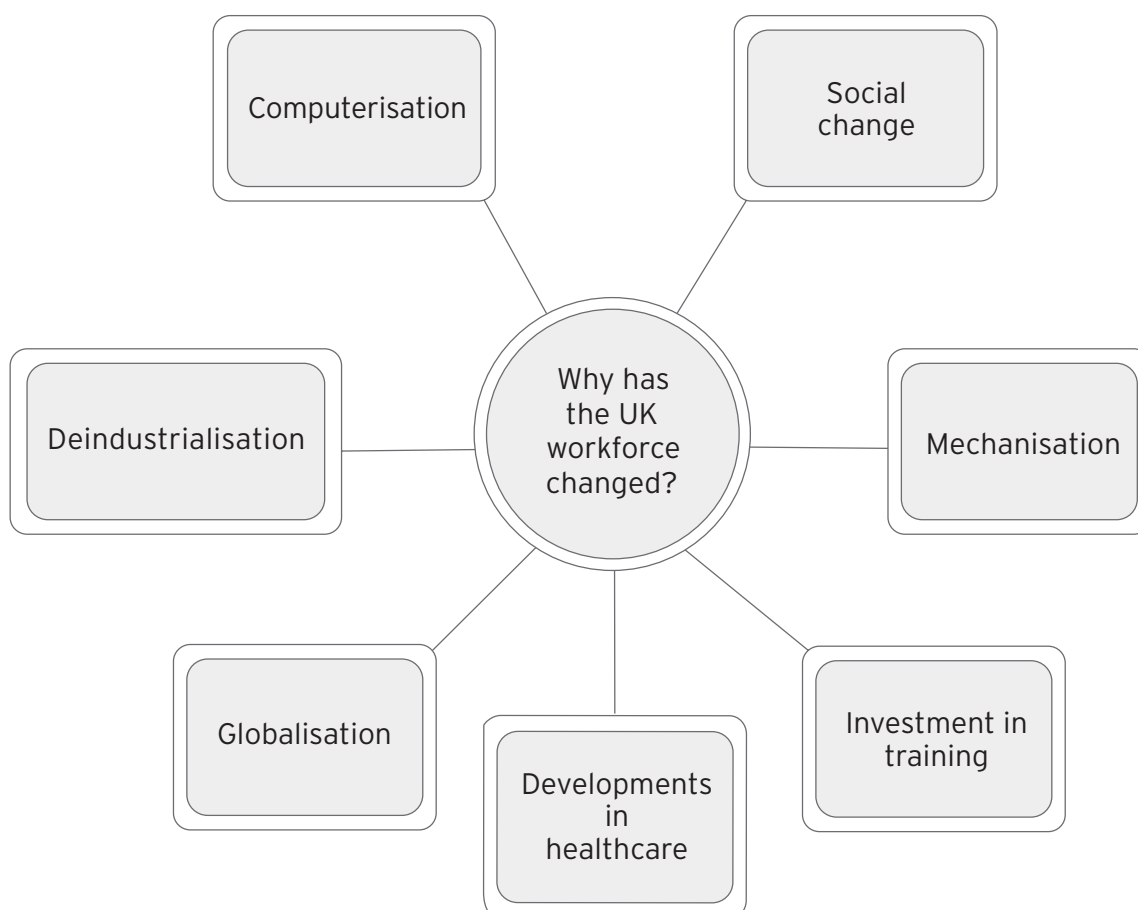 Computerisation
Social
change
Why has
the UK
workforce
changed?
Deindustrialisation
Mechanisation
Globalisation
Developments
in
healthcare
Investment in
training